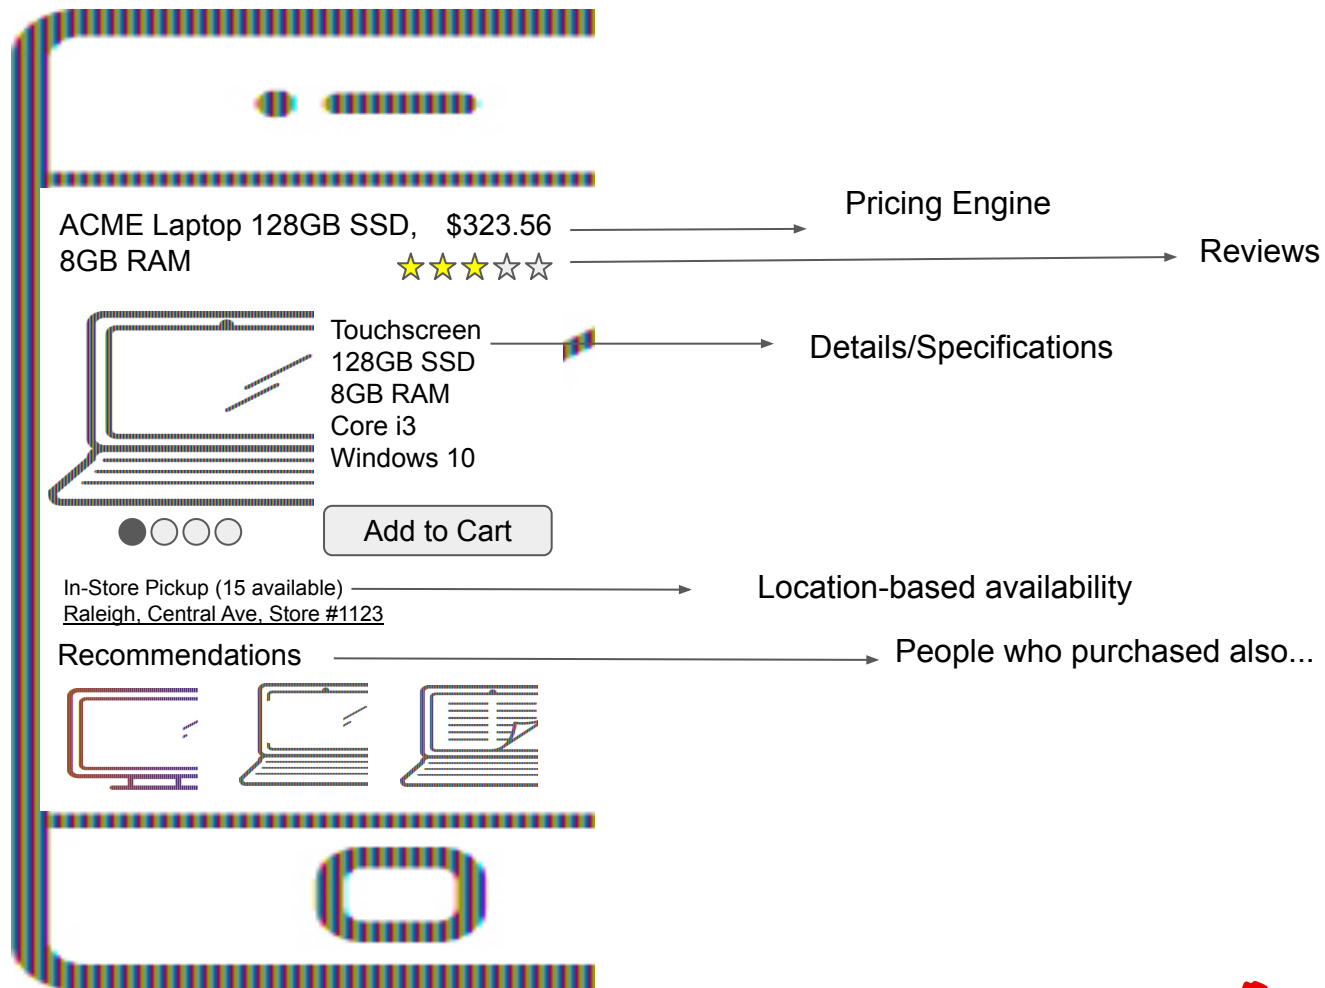 ACME Laptop 128GB SSD, $323.56
8GB RAM
Pricing Engine
Reviews
Touchscreen
128GB SSD
8GB RAM
Core i3
Windows 10
Details/Specifications
Add to Cart
In-Store Pickup (15 available)
Raleigh, Central Ave, Store #1123
Location-based availability
Recommendations
People who purchased also...